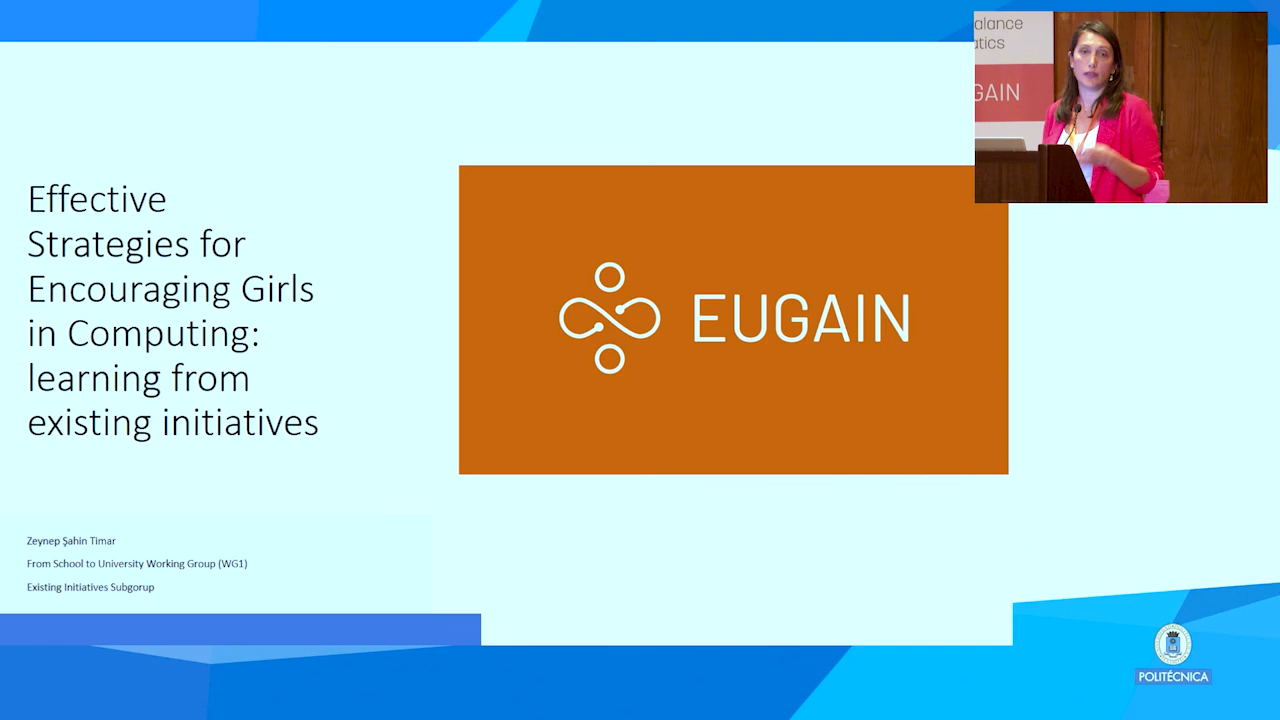 Effective
Strategies for
Encouraging Girls
in Computing:
learning from
existing initiatives
EUGAIN
Zeynep Şahin Timar
From School to University Working Group (WG1)
Existing Initiatives Subgorup
alance
atics
GAIN
POLITÉCNICA